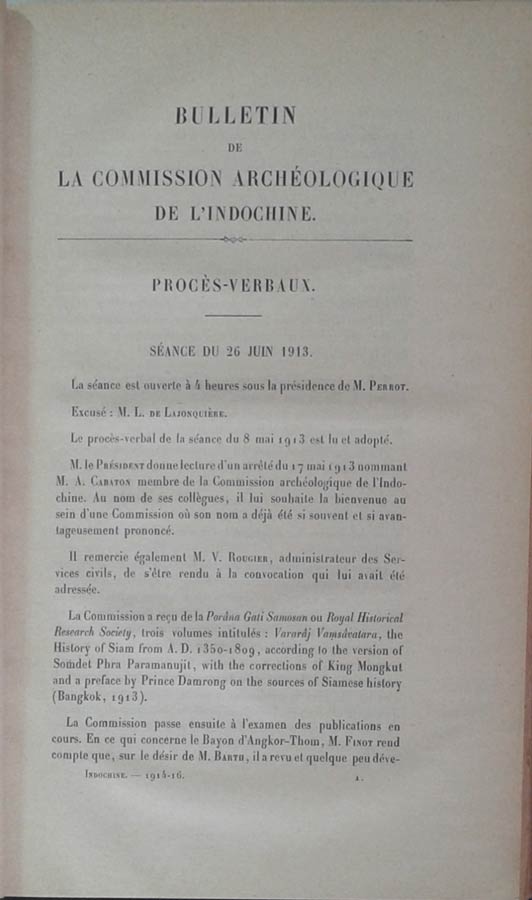 BULLETIN
DE
LA COMMISSION ARCHÉOLOGIQUE
DE L'INDOCHINE.
PROCÈS-VERBAUX.
SÉANCE DU 26 JUIN 1913.
La séance est ouverte à 4 heures sous la présidence de M. PERROT.
Excusé : M. L. DE LAJONQUIÈRE.
Le procès-verbal de la séance du 8 mai 1913 est lu et adopté.
M. le PRÉSIDENT donne lecture d'un arrêté du 17 mai 1913 nommant
M. A. CABATON membre de la Commission archéologique de l'Indo-
chine. Au nom de ses collègues, il lui souhaite la bienvenue au
sein d'une Commission où son nom a déjà été si souvent et si avan-
tageusement prononcé.
Il remercie également M. V. ROUGIER, administrateur des Ser-
vices civils, de s'être rendu à la convocation qui lui avait été
adressée.
La Commission a reçu de la Porâna Gati Samosan ou Royal Historical
Research Society, trois volumes intitulés : Vararâj Vaṃsâvatara, the
History of Siam from A. D. 1350-1809, according to the version of
Somdet Phra Paramanujit, with the corrections of King Mongkut
and a preface by Prince Damrong on the sources of Siamese history
(Bangkok, 1913).
La Commission passe ensuite à l'examen des publications en
cours. En ce qui concerne le Bayon d'Angkor-Thom, M. FINOT rend
compte que, sur le désir de M. BARTH, il a revu et quelque peu déve-
INDOCHINE. — 1914-16. A.